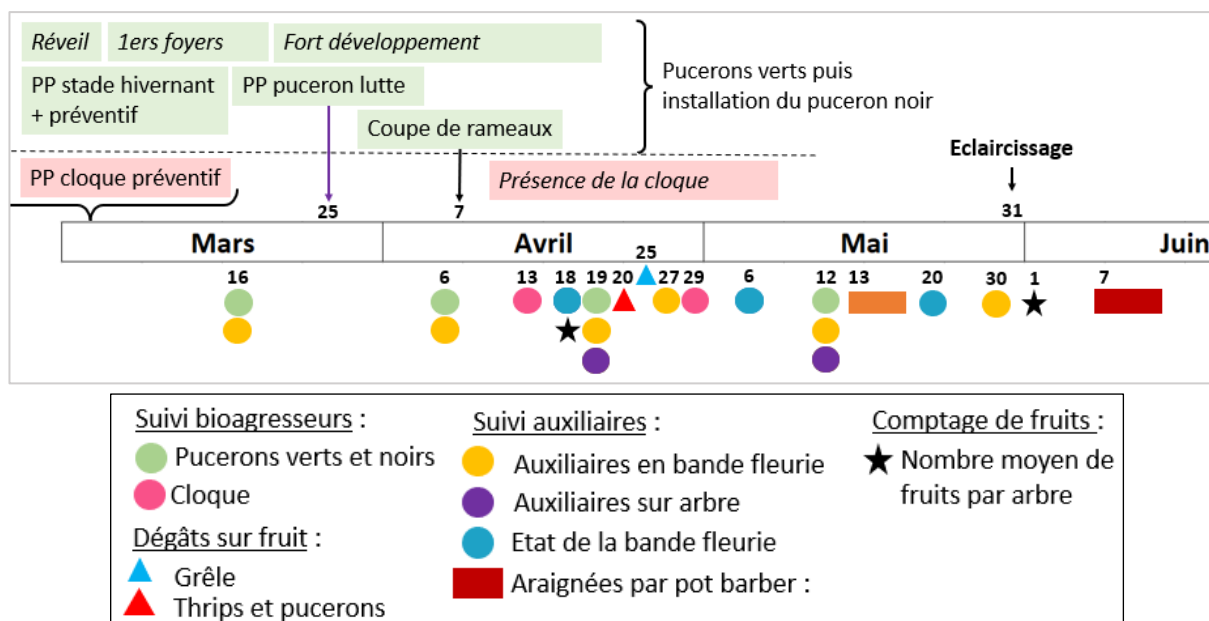 Réveil
1ers foyers
Fort développement
PP stade hivernant
+ préventif
PP puceron lutte
Coupe de rameaux
Pucerons verts puis
installation du puceron noir
PP cloque préventif
Présence de la cloque
Eclaircissage
25
7
31
Mars
Avril
Mai
Juin
25
16
6
13
18
19
20
27
29
6
12
13
20
30
1
7
Suivi bioagresseurs :
Pucerons verts et noirs
Cloque
Dégâts sur fruit :
Grêle
Thrips et pucerons
Suivi auxiliaires :
Auxiliaires en bande fleurie
Auxiliaires sur arbre
Etat de la bande fleurie
Araignées par pot barber :
Comptage de fruits :
Nombre moyen de
fruits par arbre